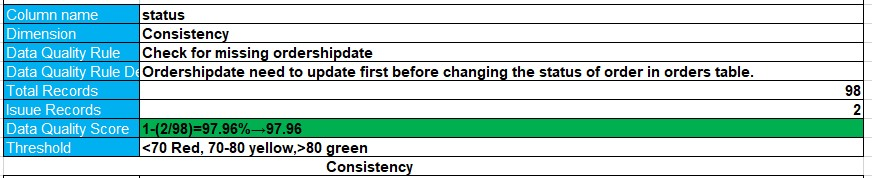 Column name status
Dimension Consistency
Data Quality Rule Check for missing ordershipdate
Data Quality Rule De Ordershipdate need to update first before changing the status of order in orders table.
Total Records 98
Isuue Records 2
Data Quality Score 1-(2/98)=97.96%→97.96
Threshold <70 Red, 70-80 yellow,>80 green
Consistency